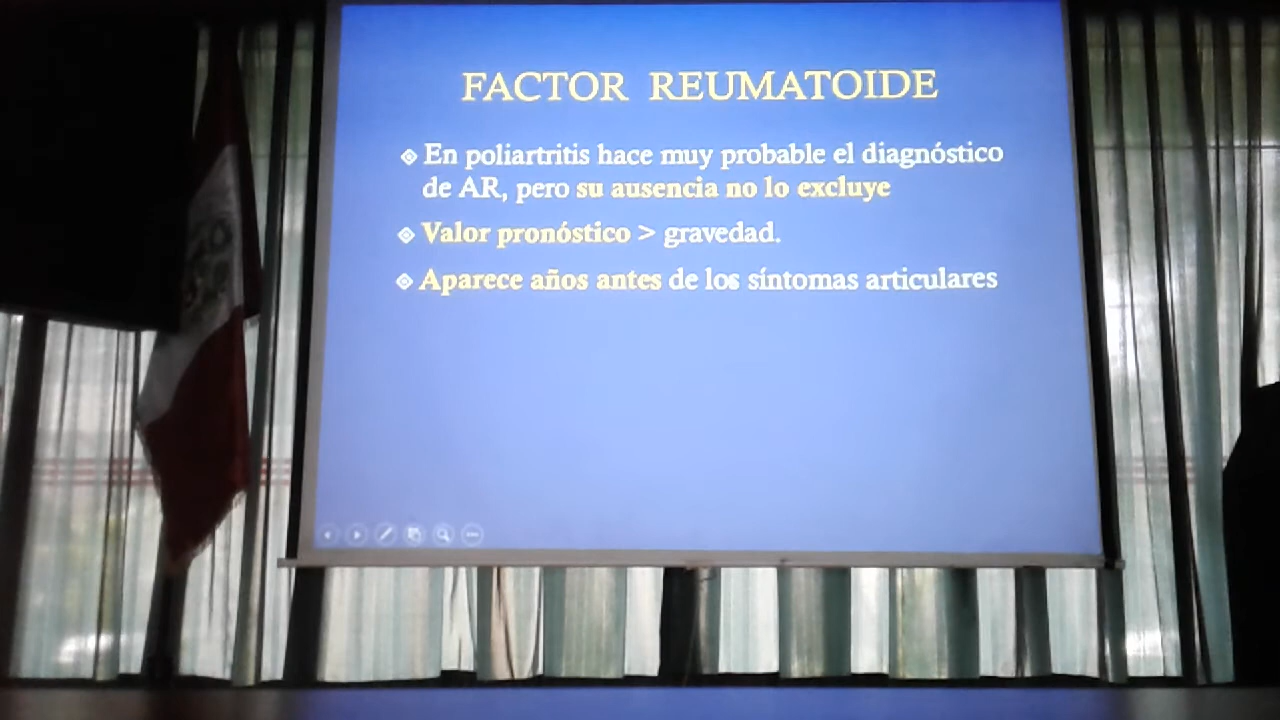 FACTOR REUMATOIDE
En poliartritis hace muy probable el diagnóstico
de AR, pero su ausencia no lo excluye
Valor pronóstico > gravedad.
Aparece años antes de los síntomas articulares